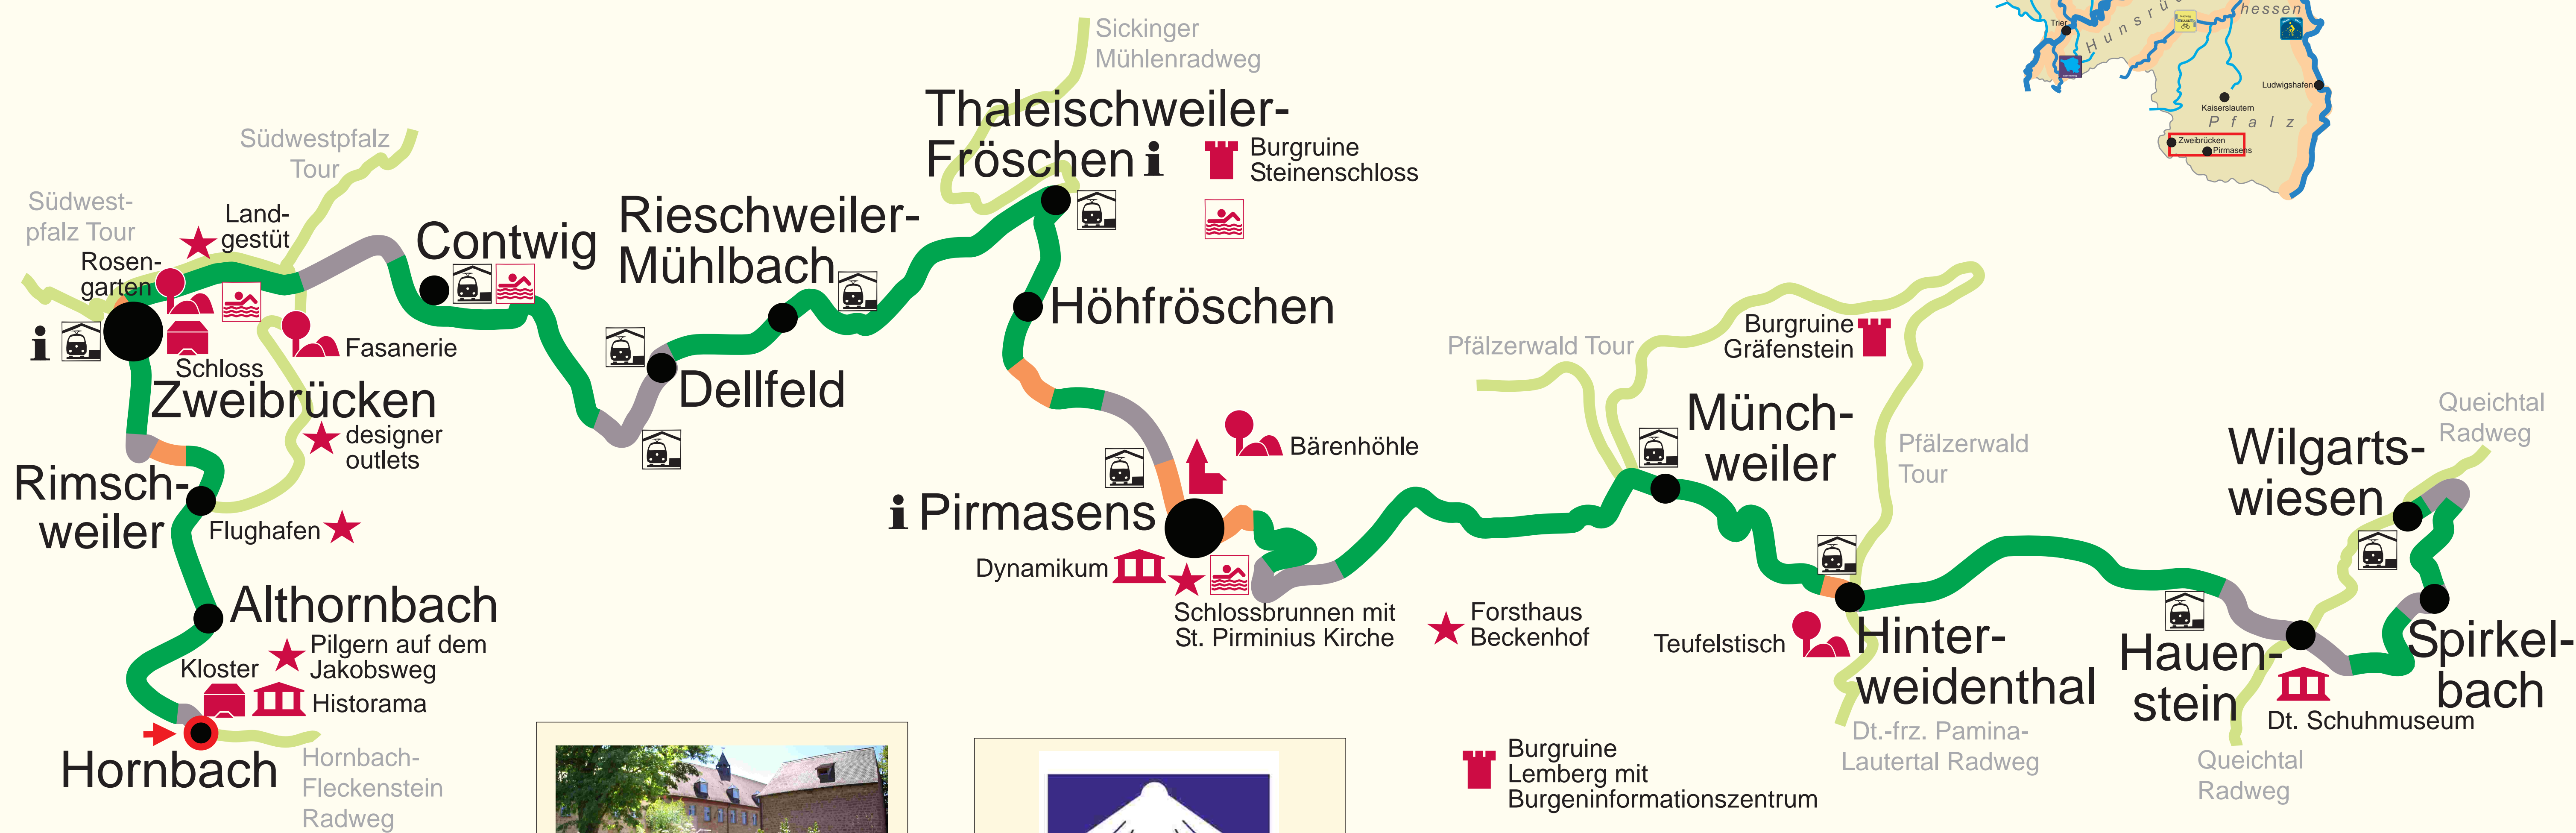 Sickinger
Mühlenradweg
Thaleischweiler-
Fröschen
Burgruine
Steinenschloss
Südwestpfalz
Tour
Südwest-
pfalz Tour
Land-
gestüt
Rosen-
garten
Contwig
Rieschweiler-
Mühlbach
Höhfröschen
Fasanerie
Schloss
Zweibrücken
Dellfeld
designer
outlets
Rimsch-
weiler
Flughafen
Althornbach
Pilgern auf dem
Jakobsweg
Kloster
Historama
Hornbach
Hornbach-
Fleckenstein
Radweg
Bärenhöhle
Pirmasens
Dynamikum
Schlossbrunnen mit
St. Pirminius Kirche
Forsthaus
Beckenhof
Pfälzerwald Tour
Burgruine
Gräfenstein
Münch-
weiler
Pfälzerwald
Tour
Teufelstisch
Hinter-
weidenthal
Dt.-frz. Pamina-
Lautertal Radweg
Burgruine
Lemberg mit
Burgeninformationszentrum
Queichtal
Radweg
Wilgarts-
wiesen
Hauen-
stein
Spirkel-
bach
Dt. Schuhmuseum
Queichtal
Radweg
Trier
Hunsrü
hessen
Ludwigshafen
Kaiserslautern
Pfalz
Zweibrücken
Pirmasens